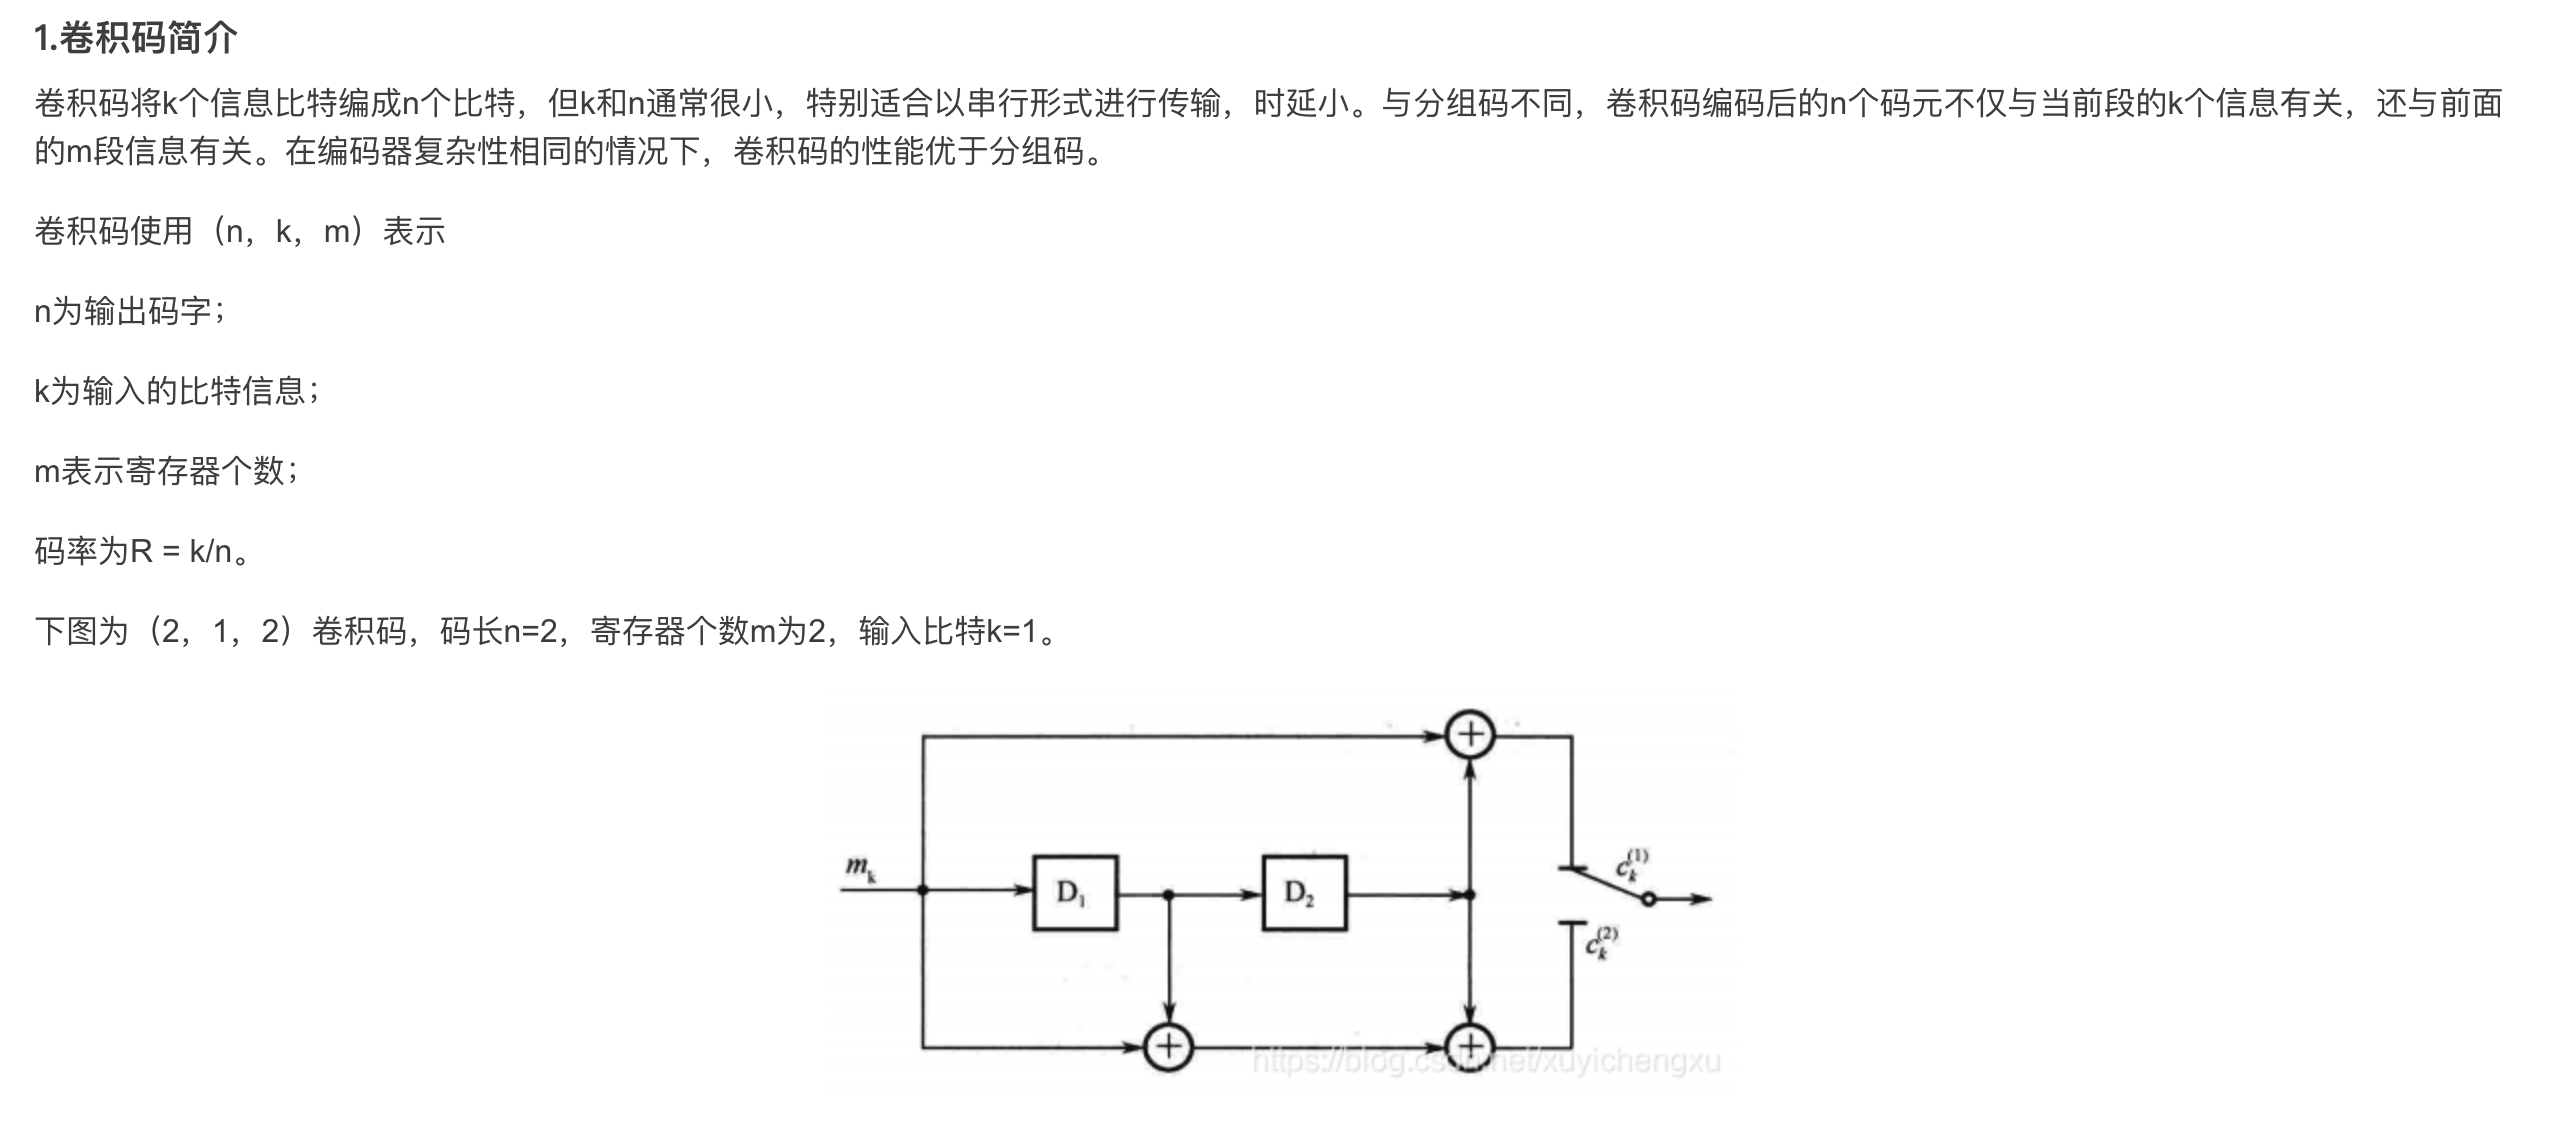 1.卷积码简介
卷积码将k个信息比特编成n个比特，但k和n通常很小，特别适合以串行形式进行传输，时延小。与分组码不同，卷积码编码后的n个码元不仅与当前段的k个信息有关，还与前面
的m段信息有关。在编码器复杂性相同的情况下，卷积码的性能优于分组码。
卷积码使用（n，k，m）表示
n为输出码字；
k为输入的比特信息；
m表示寄存器个数；
码率为R = k/n。
下图为（2，1，2）卷积码，码长n=2，寄存器个数m为2，输入比特k=1。
m_k
D_1
D_2
c_k^(1)
c_k^(2)
https://blog.csdn.net/xuyichengxu